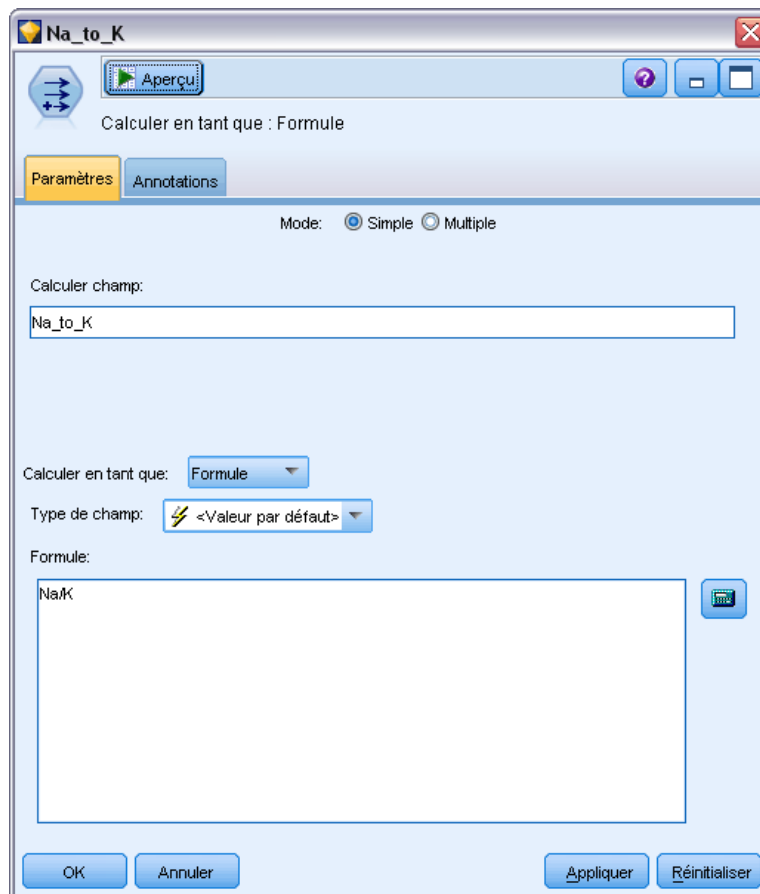 Na_to_K
Aperçu
Calculer en tant que : Formule
Paramètres Annotations
Mode: Simple Multiple
Calculer champ:
Na_to_K
Calculer en tant que: Formule
Type de champ: <Valeur par défaut>
Formule:
Na/K
OK Annuler Appliquer Réinitialiser